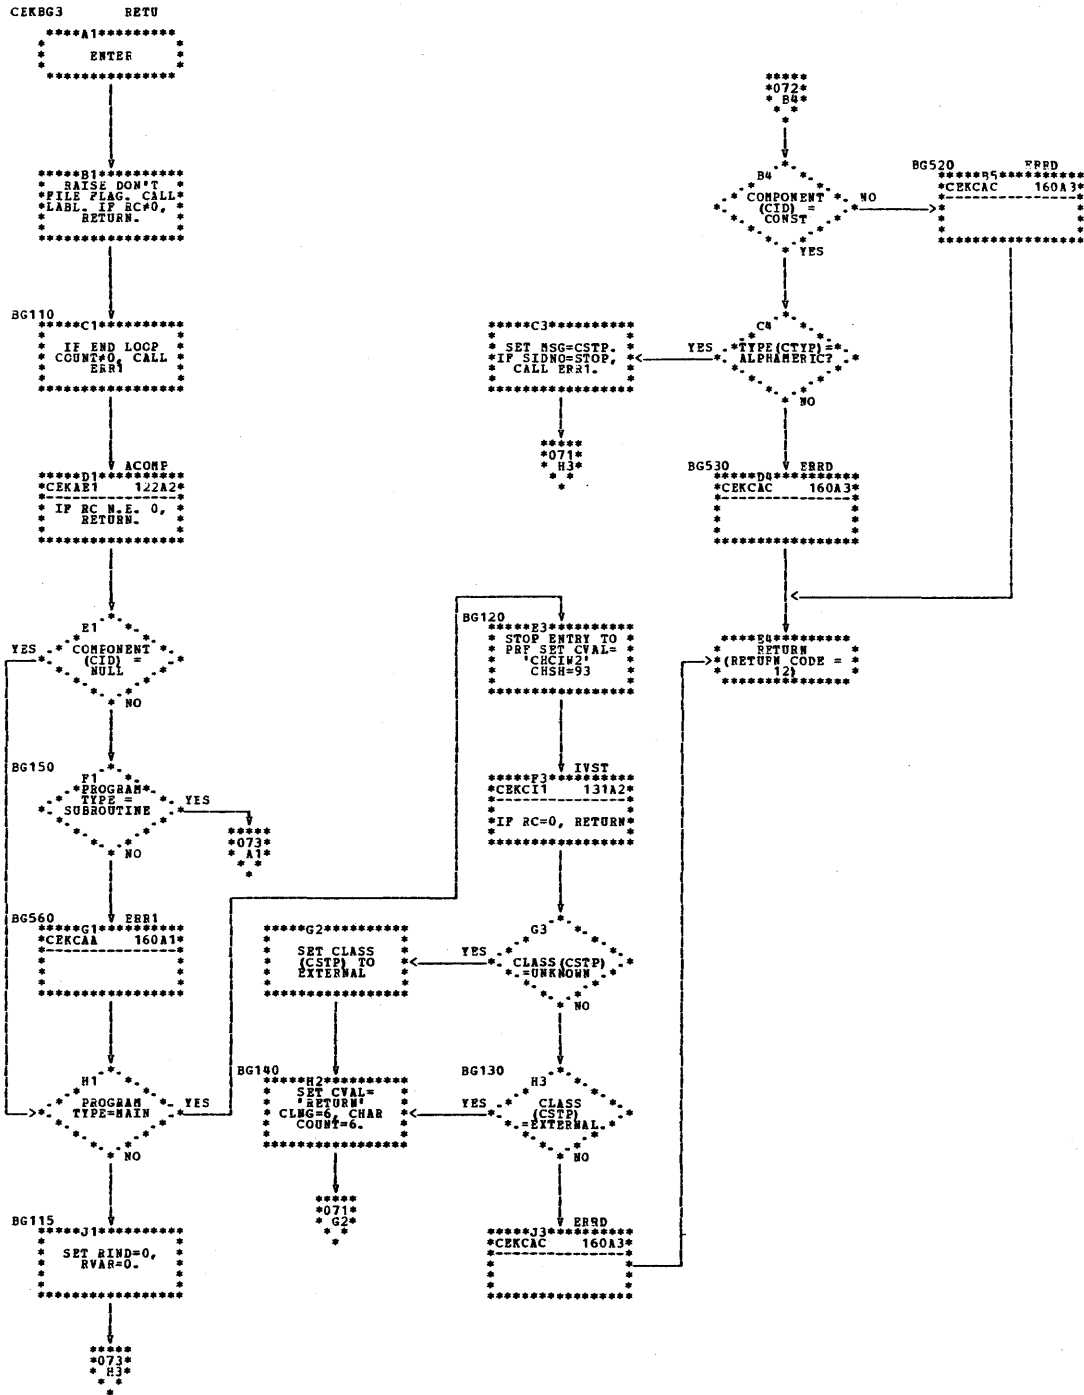 CEKBG3 RETU
A1
ENTER
B1
RAISE DON'T
FILE FLAG. CALL
LABL. IF RC≠0,
RETURN.
BG110
C1
IF END LOOP
COUNT≠0, CALL
ERR1
ACOMP
D1
CEKAE1 122A2
IF RC N.E. 0,
RETURN.
E1
COMPONENT
(CID) =
NULL
YES
NO
BG150
F1
PROGRAM
TYPE =
SUBROUTINE
YES
NO
073
A1
BG560 ERR1
G1
CEKCAA 160A1
H1
PROGRAM
TYPE=MAIN
YES
NO
BG115
J1
SET RIND=0,
RVAR=0.
073
H3
G2
SET CLASS
(CSTP) TO
EXTERNAL
BG140
H2
SET CVAL=
'RETURN'
CLNG=6, CHAR
COUNT=6.
071
G2
C3
SET MSG=CSTP.
IF SIDNO=STOP,
CALL ERR1.
071
H3
BG120
E3
STOP ENTRY TO
PRF SET CVAL=
'CHCIW2'
CHSH=93
IVST
F3
CEKCI1 131A2
IF RC=0, RETURN
G3
CLASS(CSTP)
=UNKNOWN
YES
NO
BG130
H3
CLASS
(CSTP)
=EXTERNAL.
YES
NO
ERRD
J3
CEKCAC 160A3
072
B4
B4
COMPONENT
(CID) =
CONST
NO
YES
BG520 ERRD
B5
CEKCAC 160A3
C4
TYPE(CTYP)=
ALPHAMERIC?
YES
NO
BG530 ERRD
D4
CEKCAC 160A3
E4
RETURN
(RETURN CODE =
12)